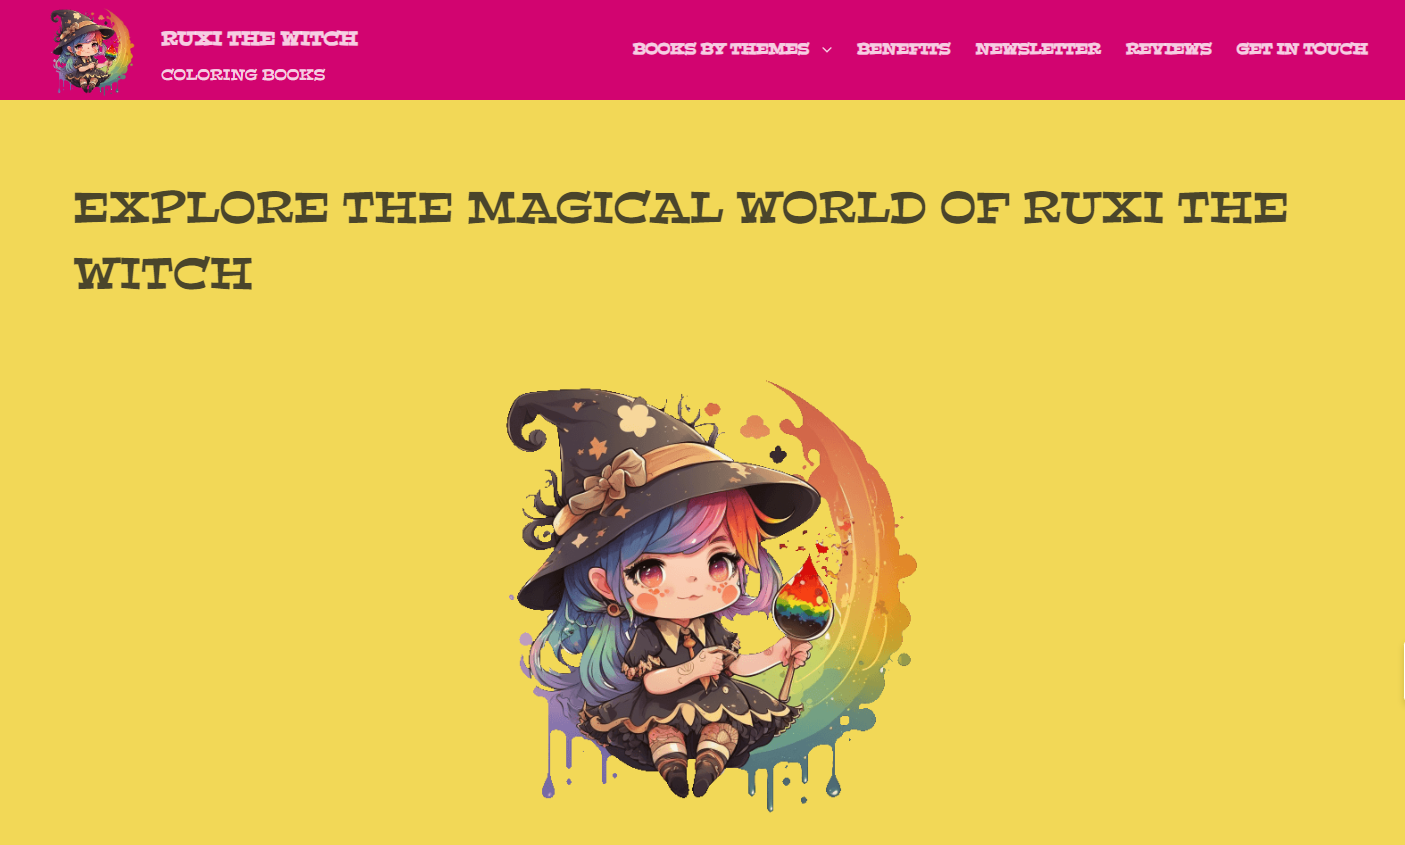 RUXI THE WITCH
COLORING BOOKS
BOOKS BY THEMES
BENEFITS
NEWSLETTER
REVIEWS
GET IN TOUCH
EXPLORE THE MAGICAL WORLD OF RUXI THE
WITCH